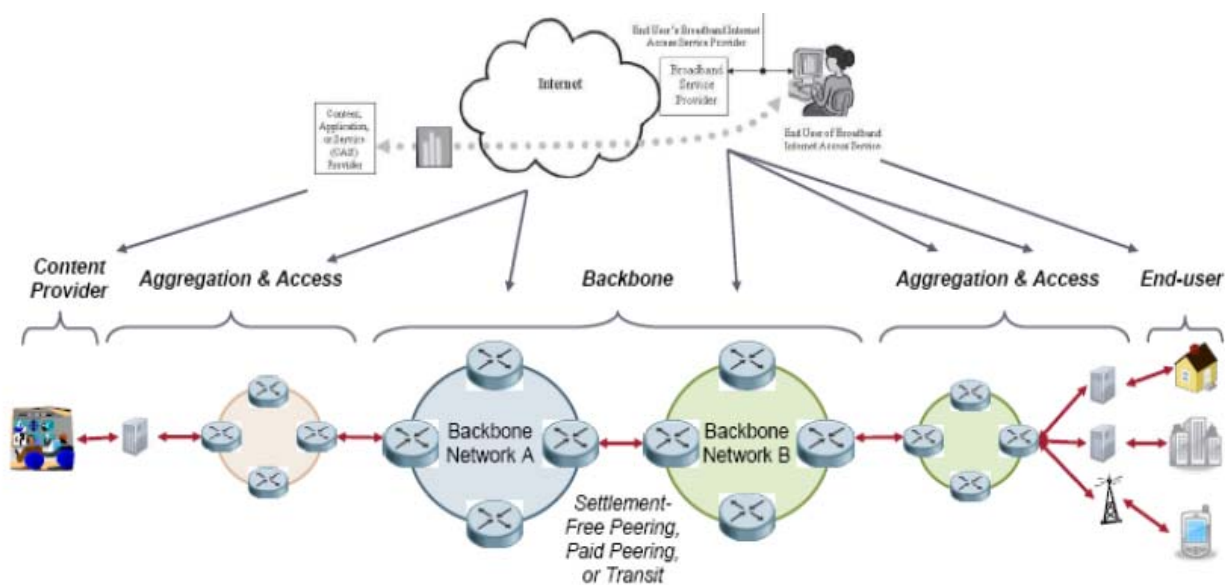 End User's Broadband Internet
Access Service Provider
Internet
Broadband
Service
Provider
Content,
Application,
or Service
(CAS)
Provider
End User of Broadband
Internet Access Service
Content
Provider
Aggregation & Access
Backbone
Aggregation & Access
End-user
Backbone
Network A
Backbone
Network B
Settlement-
Free Peering,
Paid Peering,
or Transit